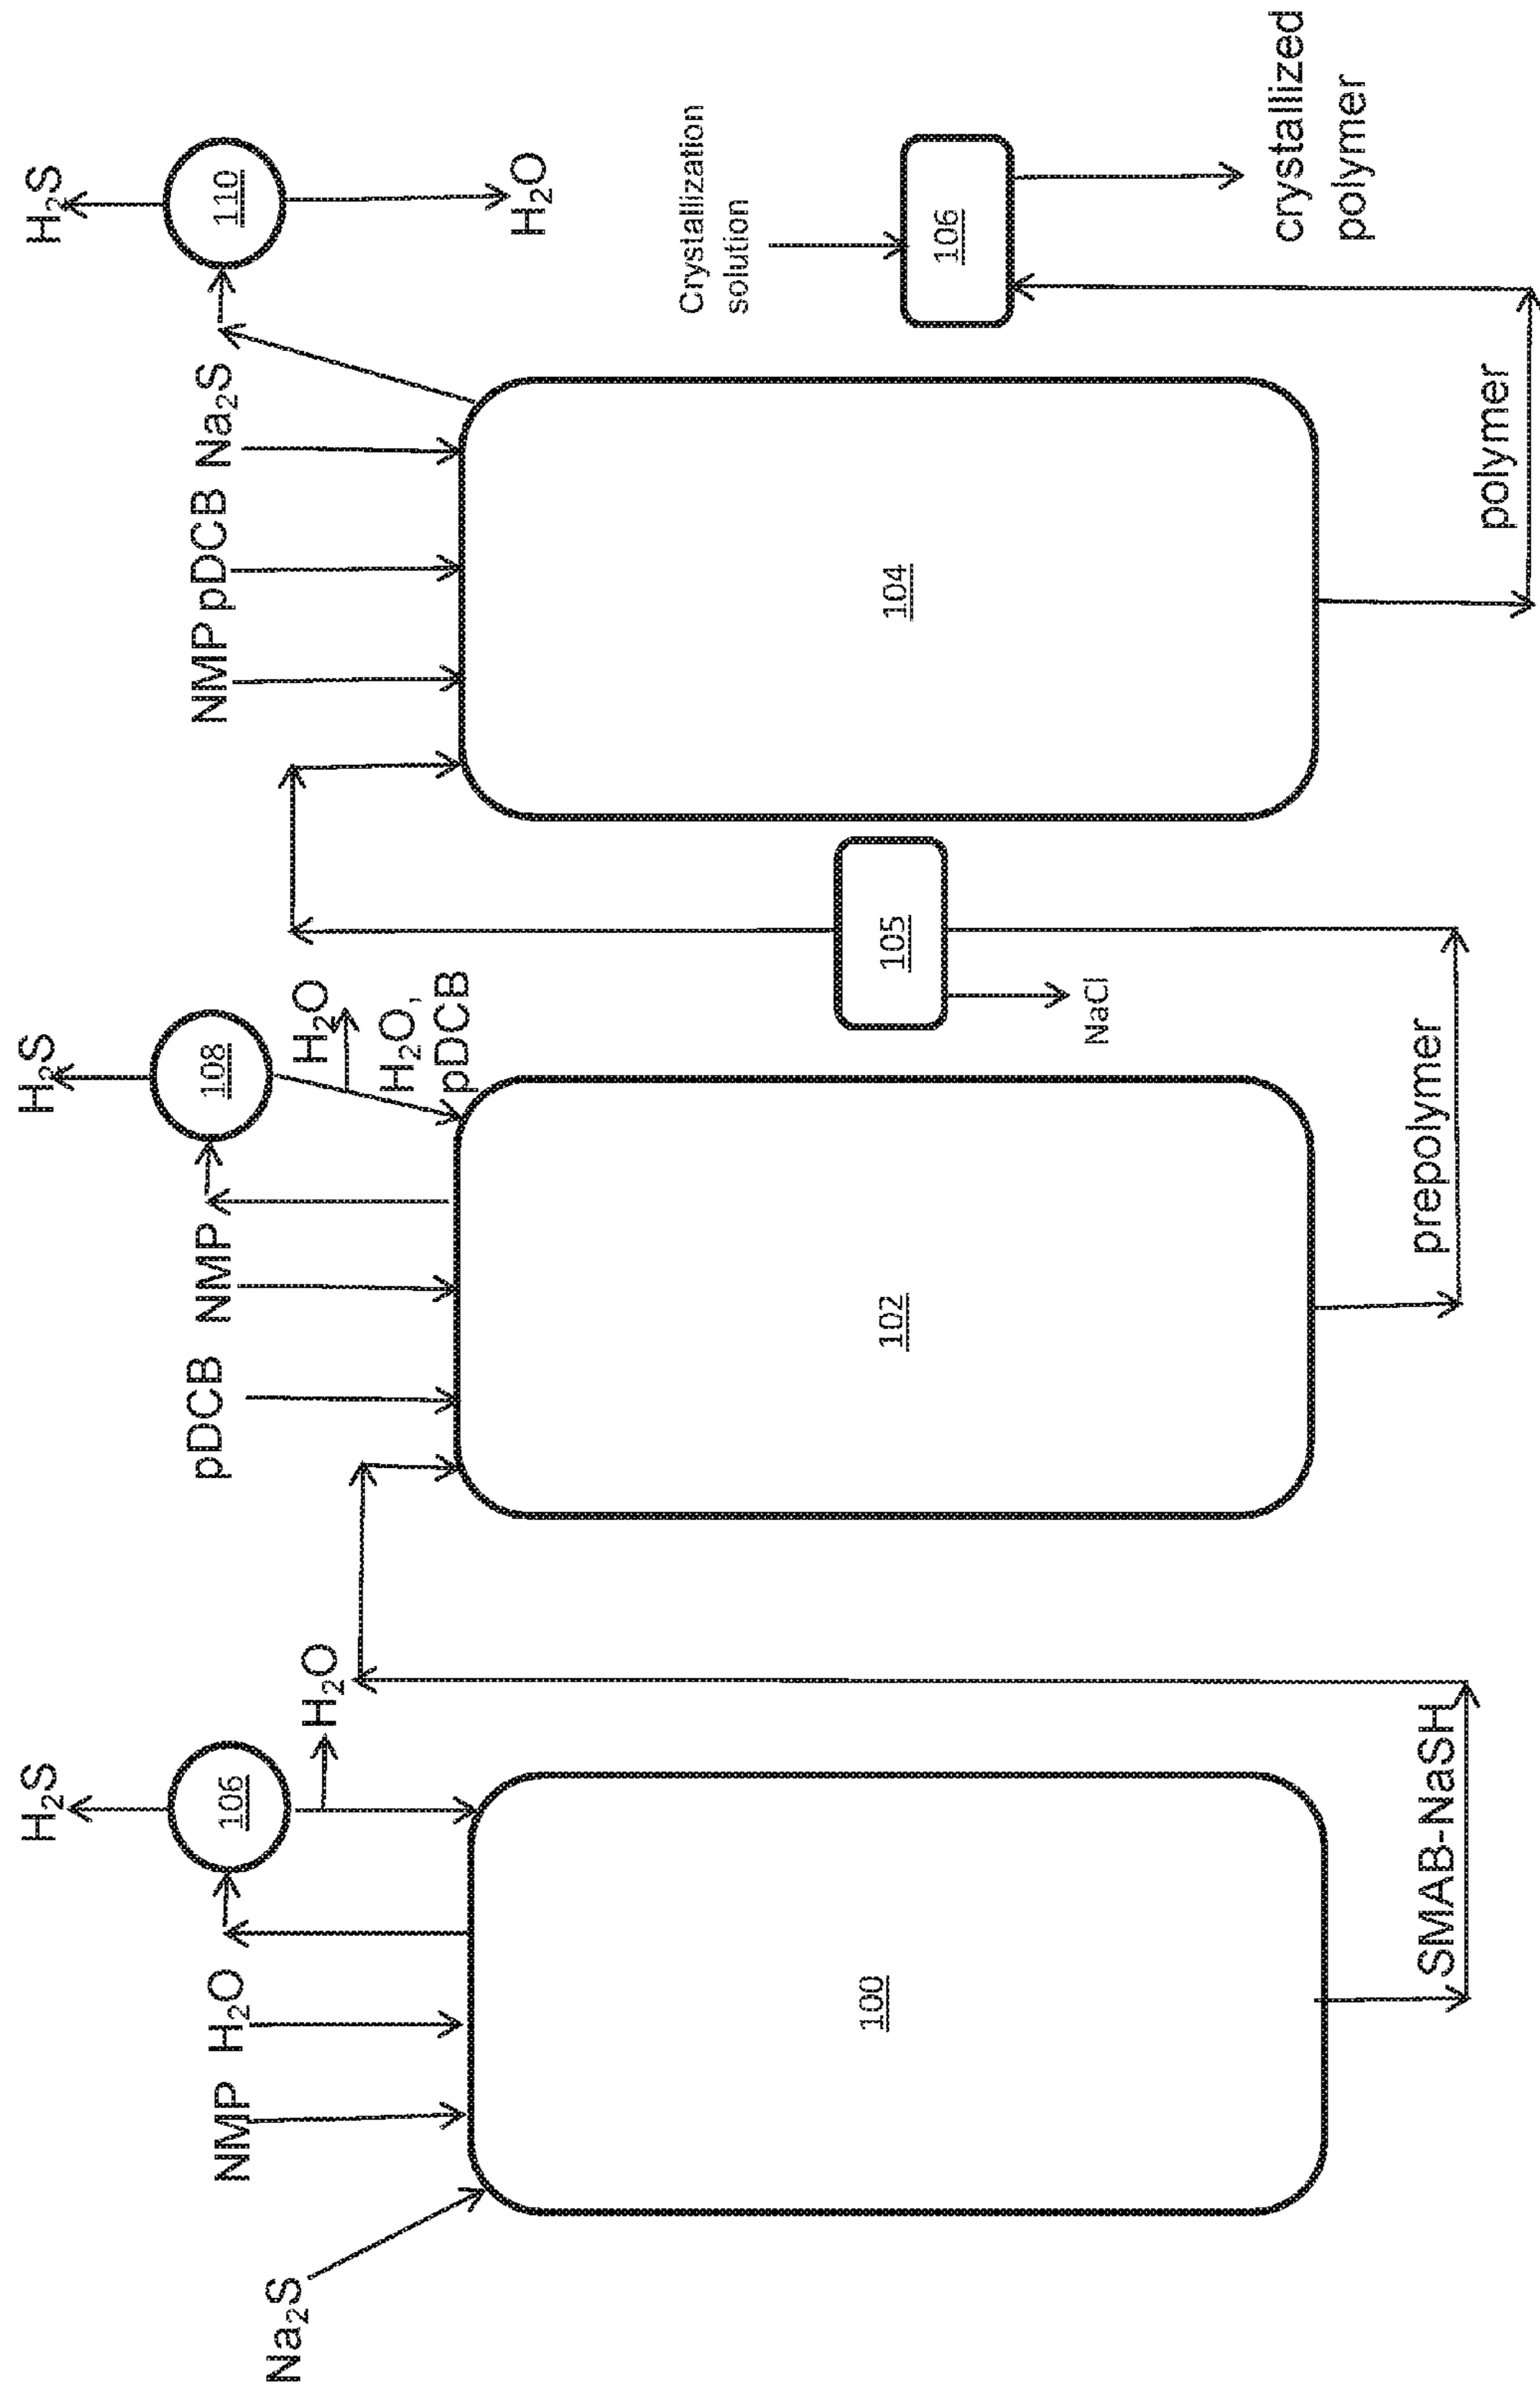 H₂S
H₂S
H₂S
106
108
110
NMP
H₂O
pDCB
NMP
NMP
pDCB
Na₂S
Na₂S
H₂O
H₂O
H₂O,
pDCB
H₂O
Crystallization
solution
100
102
105
104
106
NaCl
crystallized
polymer
SMAB-NaSH
prepolymer
polymer